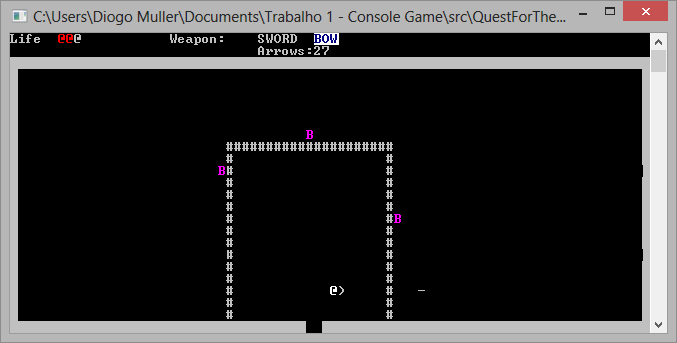 C:\Users\Diogo Muller\Documents\Trabalho 1 - Console Game\src\QuestForThe...
Life  @@@           Weapon:    SWORD  BOW
                               Arrows:27
           B
 #####################
 #                   #
B#                   #
 #                   #
 #                   #
 #                   #
 #                   #B
 #                   #
 #                   #
 #                   #
 #                   #
 #                   #
 #            @>     #   -
 #                   #
 #                   #